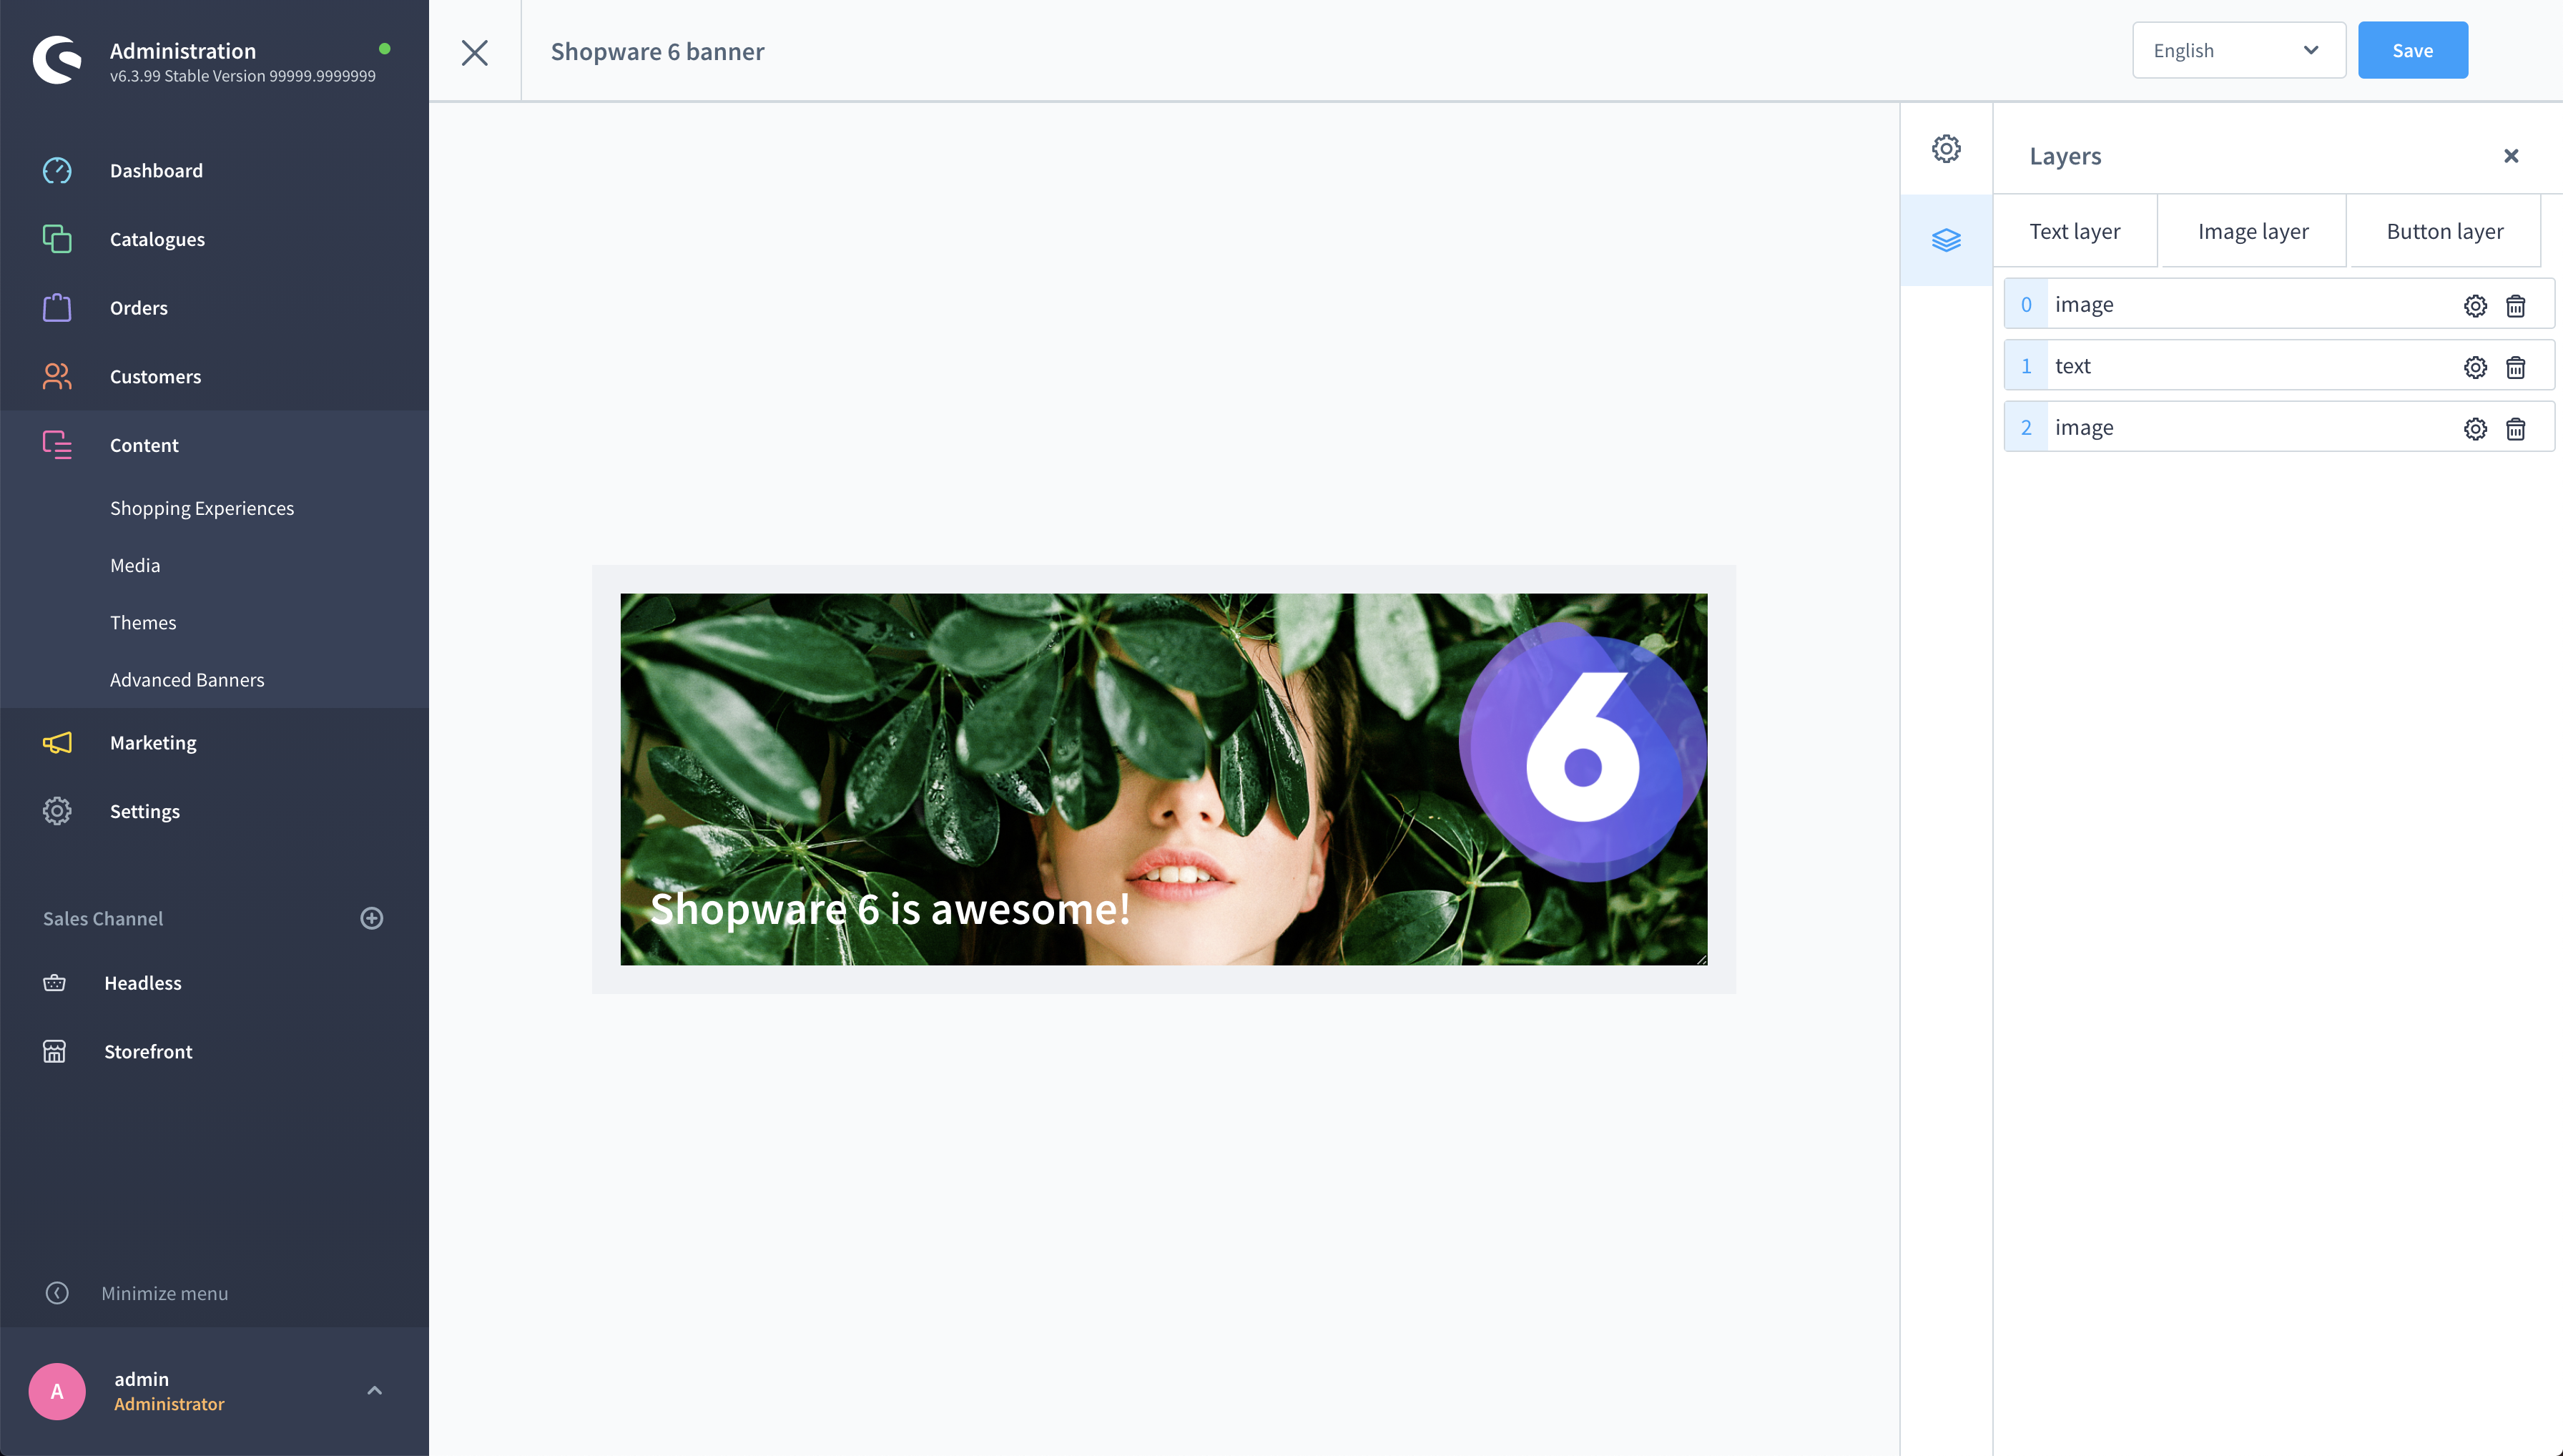 Administration
v6.3.99 Stable Version 99999.9999999
Dashboard
Catalogues
Orders
Customers
Content
Shopping Experiences
Media
Themes
Advanced Banners
Marketing
Settings
Sales Channel
Headless
Storefront
Minimize menu
A
admin
Administrator
Shopware 6 banner
English
Save
6
Shopware 6 is awesome!
Layers
Text layer
Image layer
Button layer
0 image
1 text
2 image